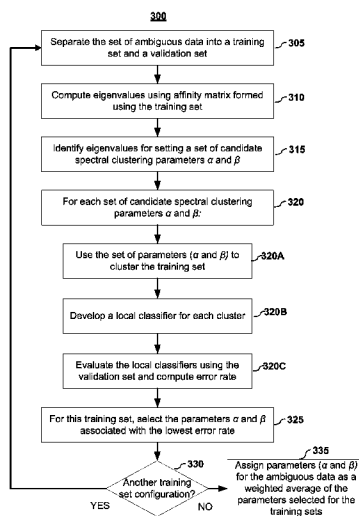 300
Separate the set of ambiguous data into a training
set and a validation set
305
Compute eigenvalues using affinity matrix formed
using the training set
310
Identify eigenvalues for setting a set of candidate
spectral clustering parameters α and β
315
For each set of candidate spectral clustering
parameters α and β:
320
Use the set of parameters (α and β) to
cluster the training set
320A
Develop a local classifier for each cluster
320B
Evaluate the local classifiers using the
validation set and compute error rate
320C
For this training set, select the parameters α and β
associated with the lowest error rate
325
330
Another training
set configuration?
YES
NO
335
Assign parameters (α and β)
for the ambiguous data as a
weighted average of the
parameters selected for the
training sets